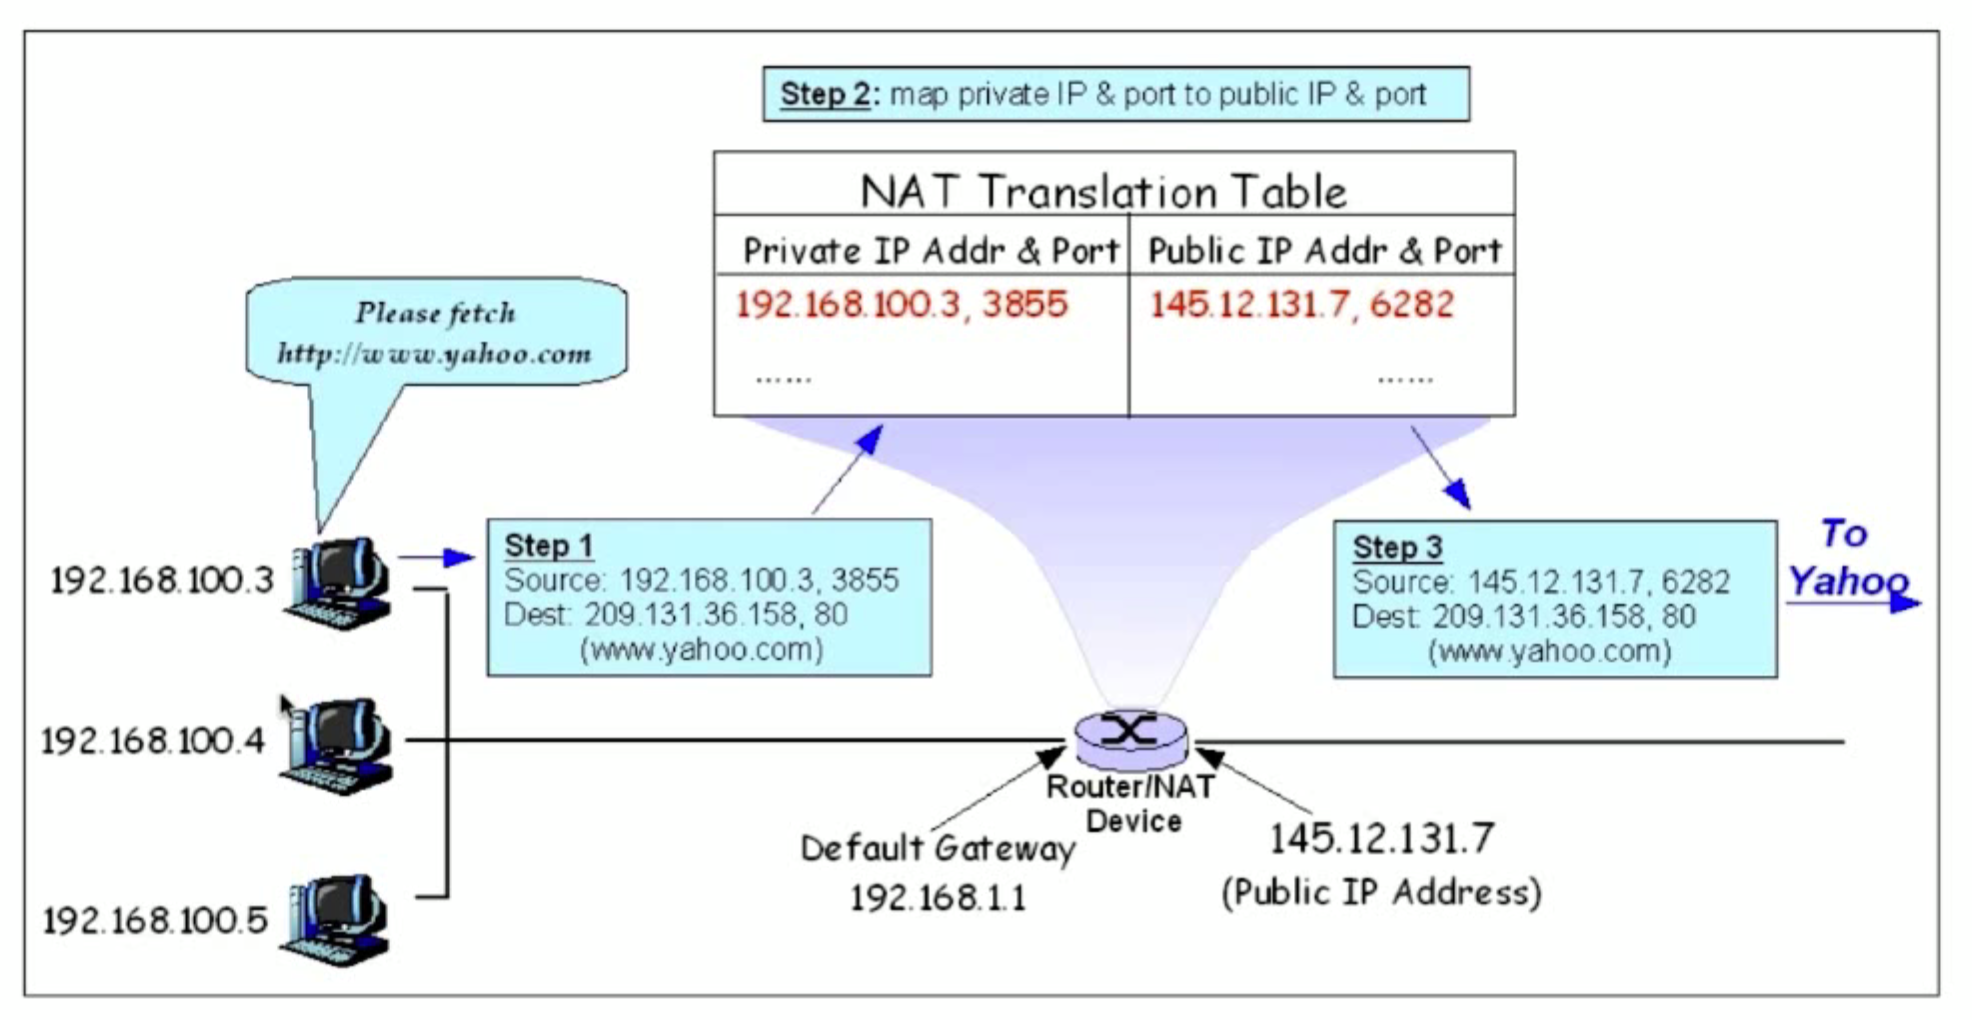 Step 2: map private IP & port to public IP & port
NAT Translation Table
Private IP Addr & Port
Public IP Addr & Port
192.168.100.3, 3855
145.12.131.7, 6282
......
......
Please fetch
http://www.yahoo.com
192.168.100.3
Step 1
Source: 192.168.100.3, 3855
Dest: 209.131.36.158, 80
(www.yahoo.com)
Step 3
Source: 145.12.131.7, 6282
Dest: 209.131.36.158, 80
(www.yahoo.com)
To
Yahoo
192.168.100.4
Router/NAT
Device
Default Gateway
192.168.1.1
145.12.131.7
(Public IP Address)
192.168.100.5